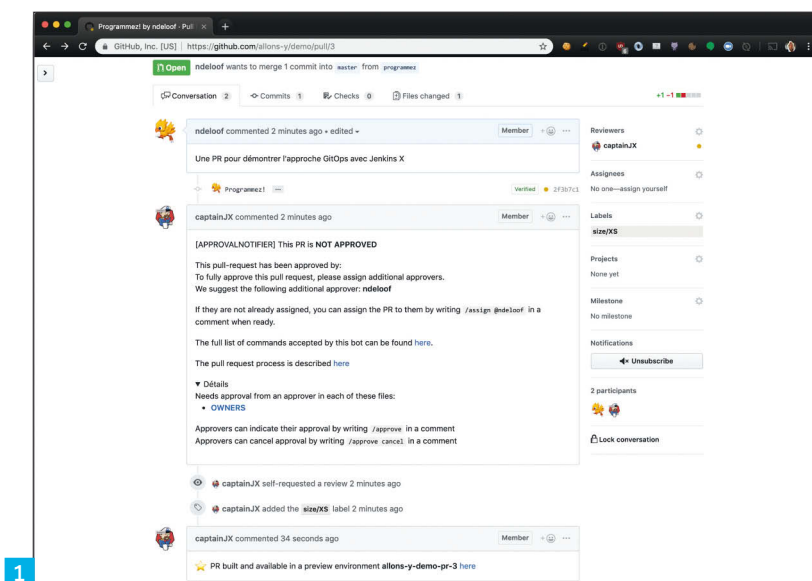 Programmez! by ndeloof · Pull
GitHub, Inc. [US] | https://github.com/allons-y/demo/pull/3
Open ndeloof wants to merge 1 commit into master from programmez
Conversation 2 Commits 1 Checks 0 Files changed 1 +1 −1
ndeloof commented 2 minutes ago • edited Member
Une PR pour démontrer l'approche GitOps avec Jenkins X
Programmez! Verified 2f3b7c1
captainJX commented 2 minutes ago Member
[APPROVALNOTIFIER] This PR is NOT APPROVED
This pull-request has been approved by:
To fully approve this pull request, please assign additional approvers.
We suggest the following additional approver: ndeloof
If they are not already assigned, you can assign the PR to them by writing /assign @ndeloof in a
comment when ready.
The full list of commands accepted by this bot can be found here.
The pull request process is described here
▼ Détails
Needs approval from an approver in each of these files:
• OWNERS
Approvers can indicate their approval by writing /approve in a comment
Approvers can cancel approval by writing /approve cancel in a comment
captainJX self-requested a review 2 minutes ago
captainJX added the size/XS label 2 minutes ago
captainJX commented 34 seconds ago Member
PR built and available in a preview environment allons-y-demo-pr-3 here
Reviewers
captainJX
Assignees
No one—assign yourself
Labels
size/XS
Projects
None yet
Milestone
No milestone
Notifications
Unsubscribe
2 participants
Lock conversation
1